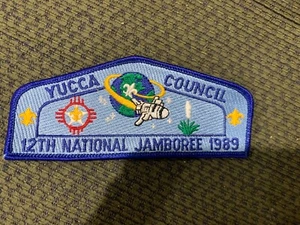 YUCCA COUNCIL
12TH NATIONAL JAMBOREE 1989